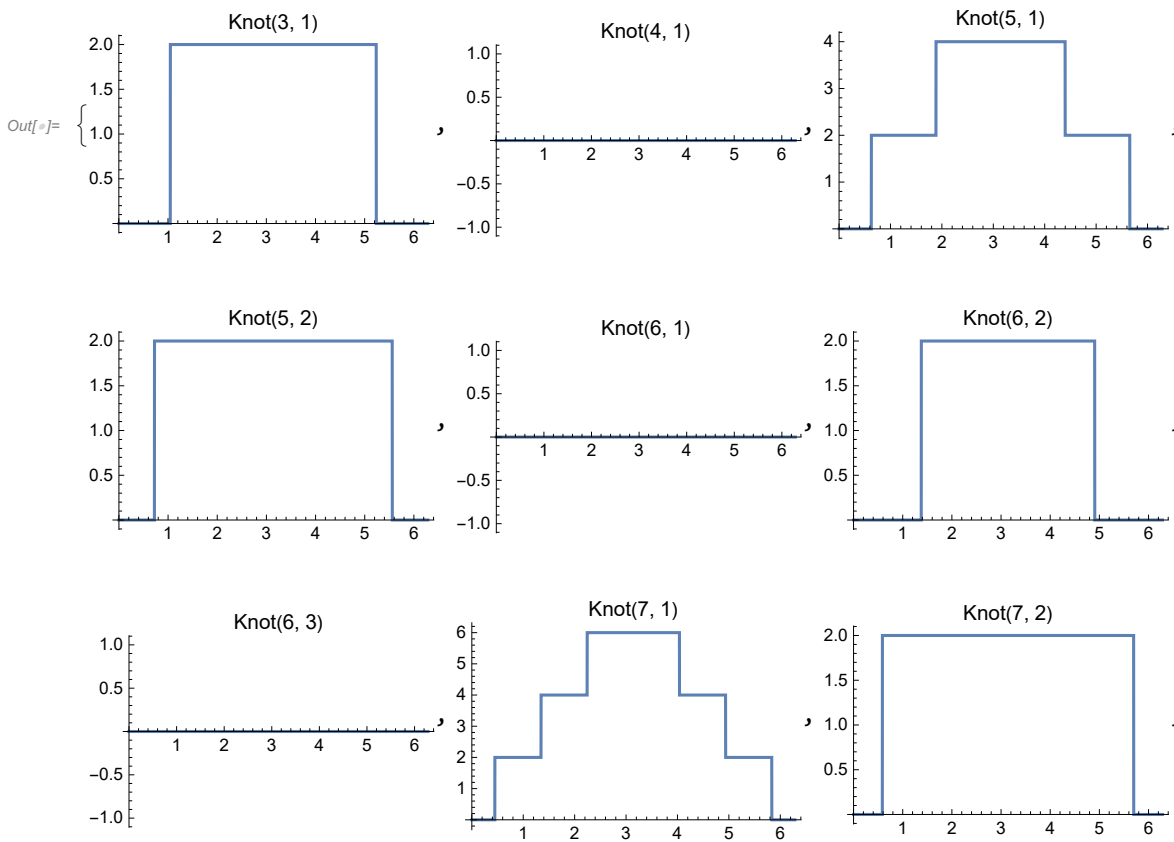 Out[•]=
{
Knot(3, 1)
2.0
1.5
1.0
0.5
1 2 3 4 5 6
,
Knot(4, 1)
1.0
0.5
1 2 3 4 5 6
−0.5
−1.0
,
Knot(5, 1)
4
3
2
1
1 2 3 4 5 6
Knot(5, 2)
2.0
1.5
1.0
0.5
1 2 3 4 5 6
,
Knot(6, 1)
1.0
0.5
1 2 3 4 5 6
−0.5
−1.0
,
Knot(6, 2)
2.0
1.5
1.0
0.5
1 2 3 4 5 6
Knot(6, 3)
1.0
0.5
1 2 3 4 5 6
−0.5
−1.0
,
Knot(7, 1)
6
5
4
3
2
1
1 2 3 4 5 6
,
Knot(7, 2)
2.0
1.5
1.0
0.5
1 2 3 4 5 6